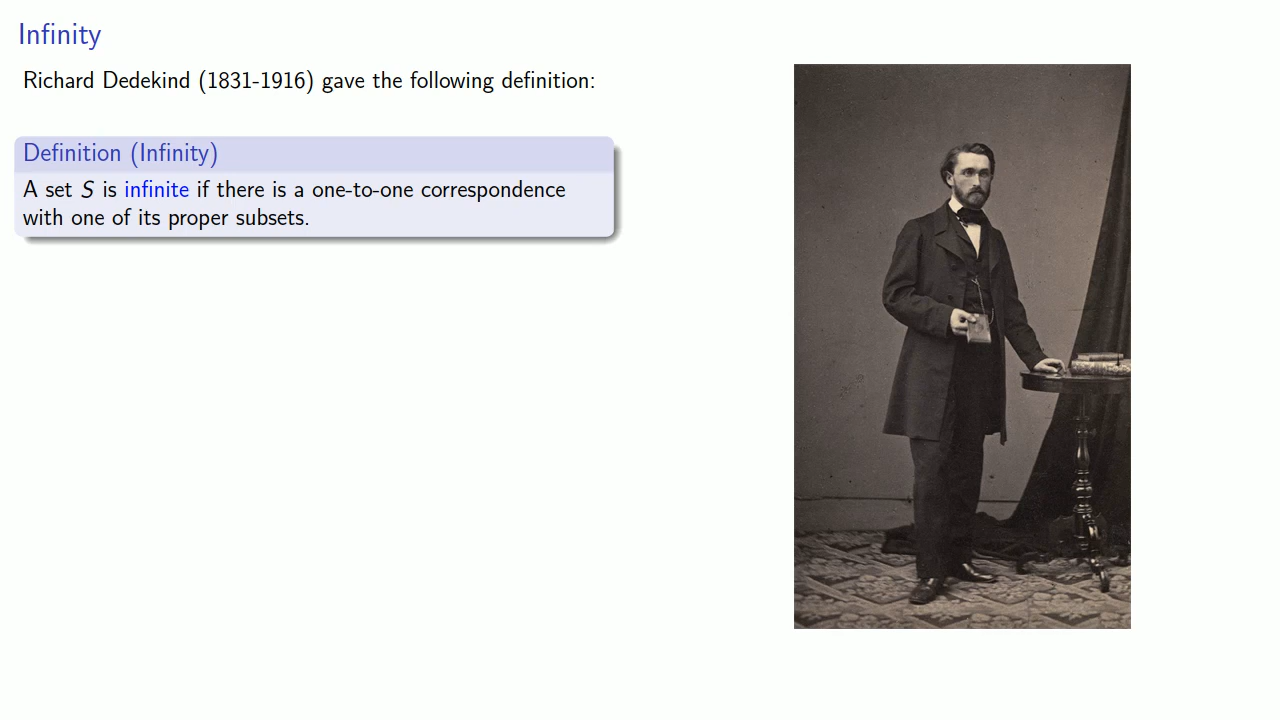 Infinity
Richard Dedekind (1831-1916) gave the following definition:
Definition (Infinity)
A set S is infinite if there is a one-to-one correspondence
with one of its proper subsets.